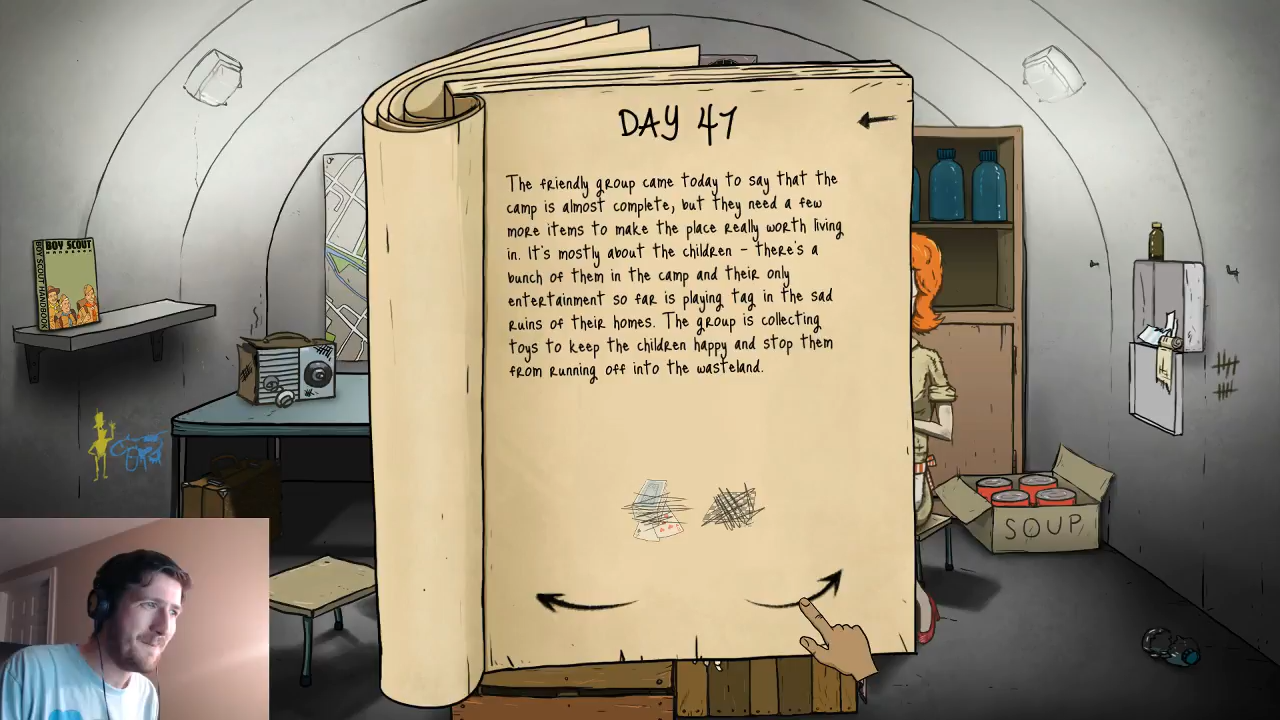 DAY 47
The friendly group came today to say that the
camp is almost complete, but they need a few
more items to make the place really worth living
in. It's mostly about the children - there's a
bunch of them in the camp and their only
entertainment so far is playing tag in the sad
ruins of their homes. The group is collecting
toys to keep the children happy and stop them
from running off into the wasteland.
BOY SCOUT
BOY SCOUT HANDBOOK
SOUP